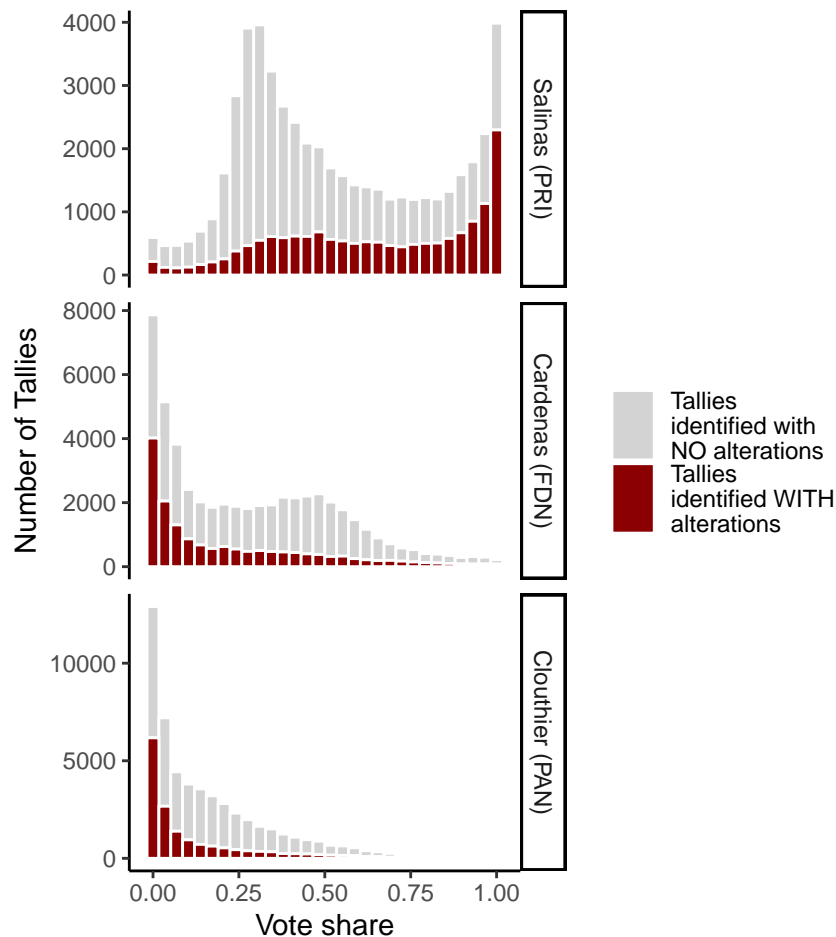 4000
3000
2000
1000
0
Salinas (PRI)
8000
6000
4000
2000
0
Cardenas (FDN)
10000
5000
0
Clouthier (PAN)
0.00 0.25 0.50 0.75 1.00
Vote share
Number of Tallies
Tallies
identified with
NO alterations
Tallies
identified WITH
alterations